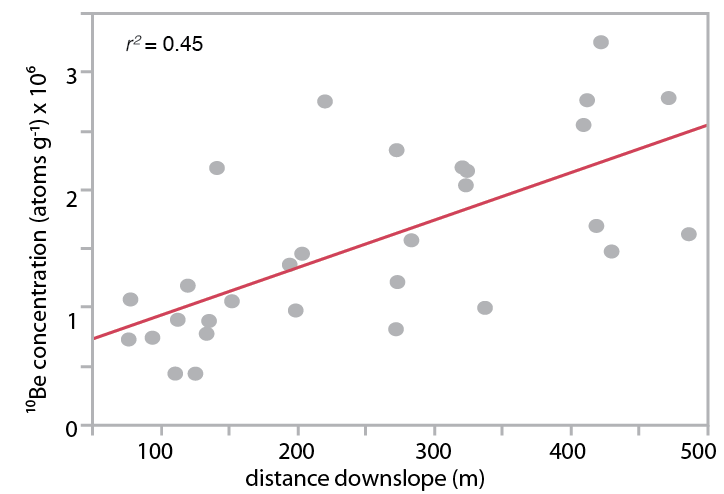 r² = 0.45
3
2
1
0
¹⁰Be concentration (atoms g⁻¹) x 10⁶
100 200 300 400 500
distance downslope (m)